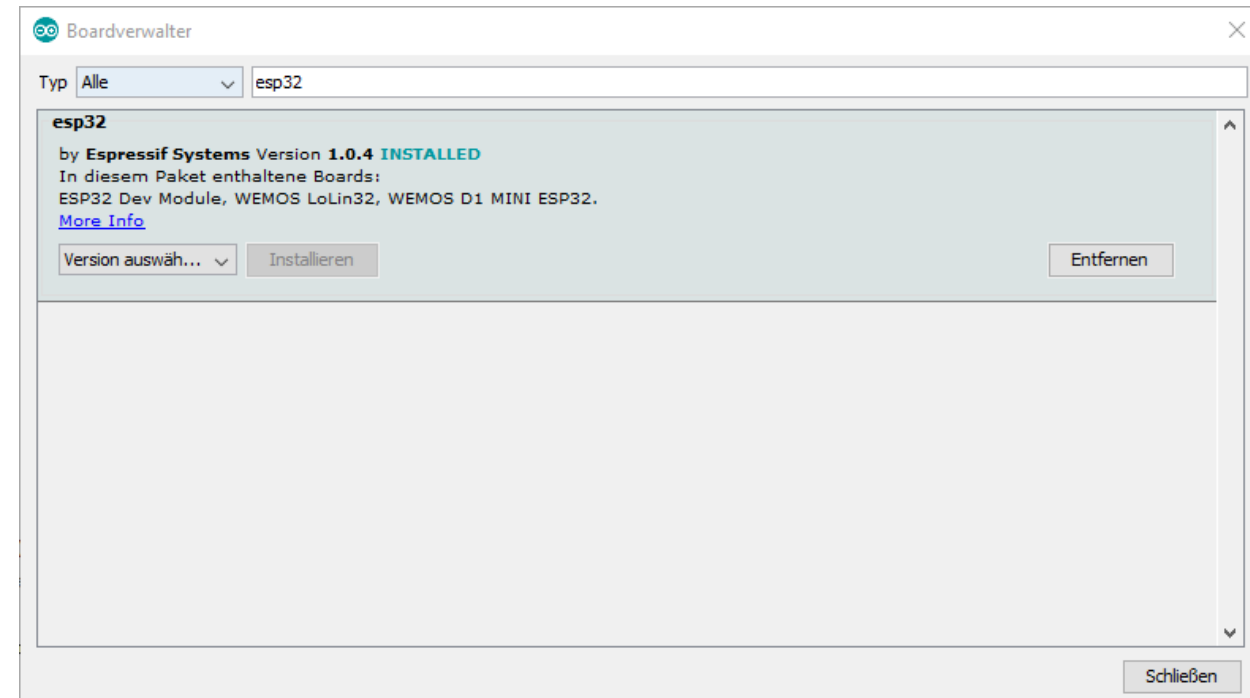 Boardverwalter
Typ Alle esp32
esp32
by Espressif Systems Version 1.0.4 INSTALLED
In diesem Paket enthaltene Boards:
ESP32 Dev Module, WEMOS LoLin32, WEMOS D1 MINI ESP32.
More Info
Version auswäh... Installieren Entfernen
Schließen